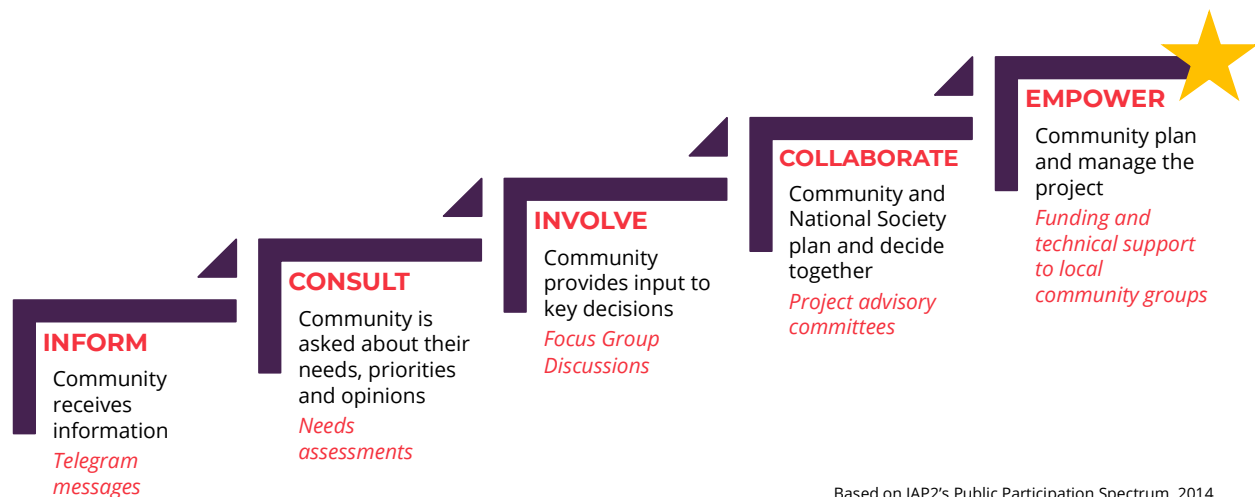 INFORM
Community
receives
information
Telegram
messages
CONSULT
Community is
asked about their
needs, priorities
and opinions
Needs
assessments
INVOLVE
Community
provides input to
key decisions
Focus Group
Discussions
COLLABORATE
Community and
National Society
plan and decide
together
Project advisory
committees
EMPOWER
Community plan
and manage the
project
Funding and
technical support
to local
community groups
Based on IAP2's Public Participation Spectrum, 2014